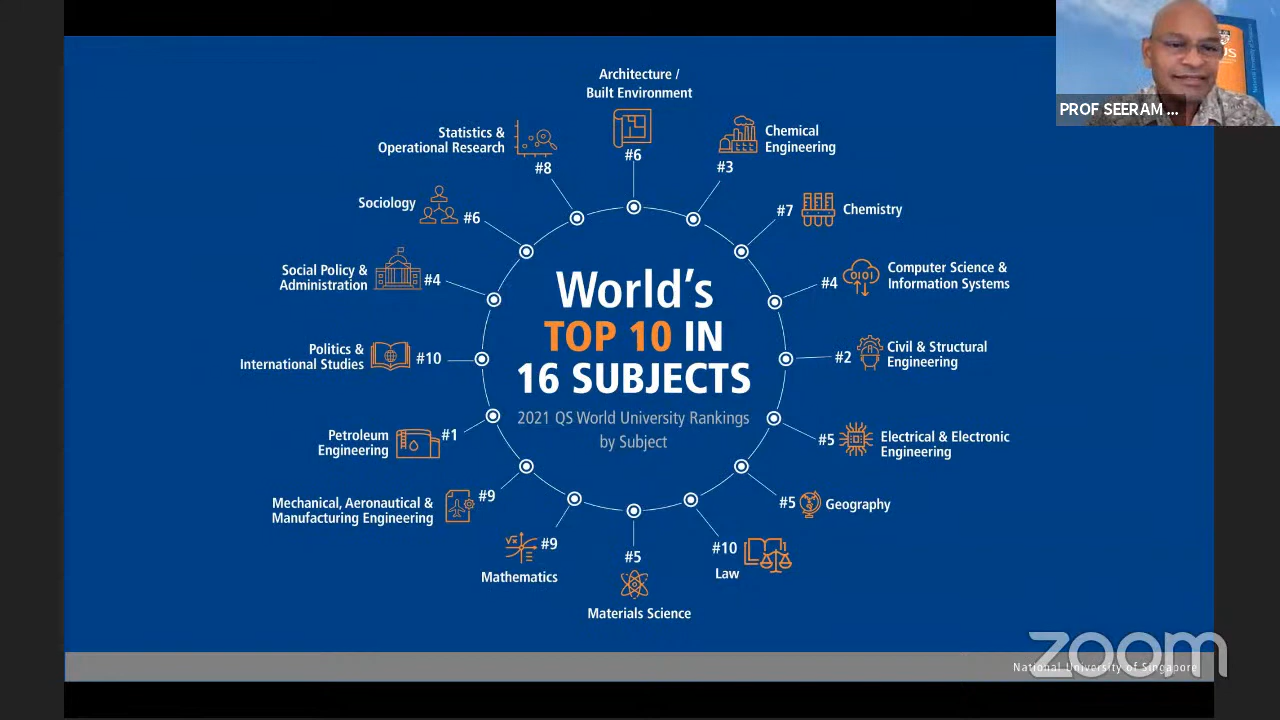 PROF SEERAM ...
Architecture /
Built Environment
#6
Chemical
Engineering
#3
#7
Chemistry
#4
Computer Science &
Information Systems
#2
Civil & Structural
Engineering
#5
Electrical & Electronic
Engineering
#5
Geography
#10
Law
#5
Materials Science
#9
Mathematics
#9
Mechanical, Aeronautical &
Manufacturing Engineering
#1
Petroleum
Engineering
#10
Politics &
International Studies
#4
Social Policy &
Administration
#6
Sociology
#8
Statistics &
Operational Research
World's
TOP 10 IN
16 SUBJECTS
2021 QS World University Rankings
by Subject
0101
National University of Singapore
zoom